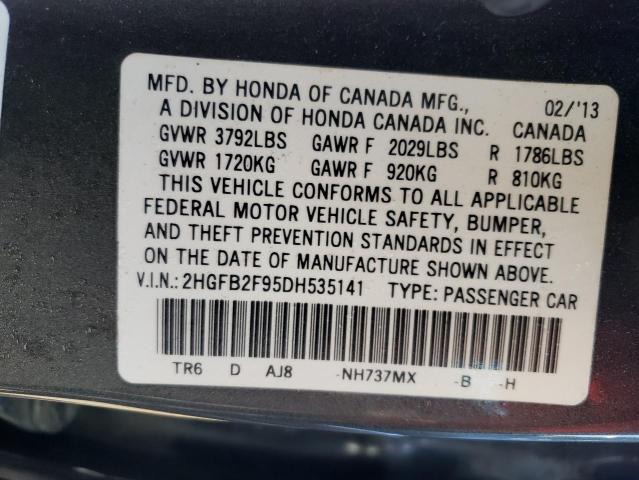 MFD. BY HONDA OF CANADA MFG., 02/'13
A DIVISION OF HONDA CANADA INC. CANADA
GVWR 3792LBS GAWR F 2029LBS R 1786LBS
GVWR 1720KG GAWR F 920KG R 810KG
THIS VEHICLE CONFORMS TO ALL APPLICABLE
FEDERAL MOTOR VEHICLE SAFETY, BUMPER,
AND THEFT PREVENTION STANDARDS IN EFFECT
ON THE DATE OF MANUFACTURE SHOWN ABOVE.
V.I.N.: 2HGFB2F95DH535141 TYPE: PASSENGER CAR
TR6 D AJ8 -NH737MX -B -H